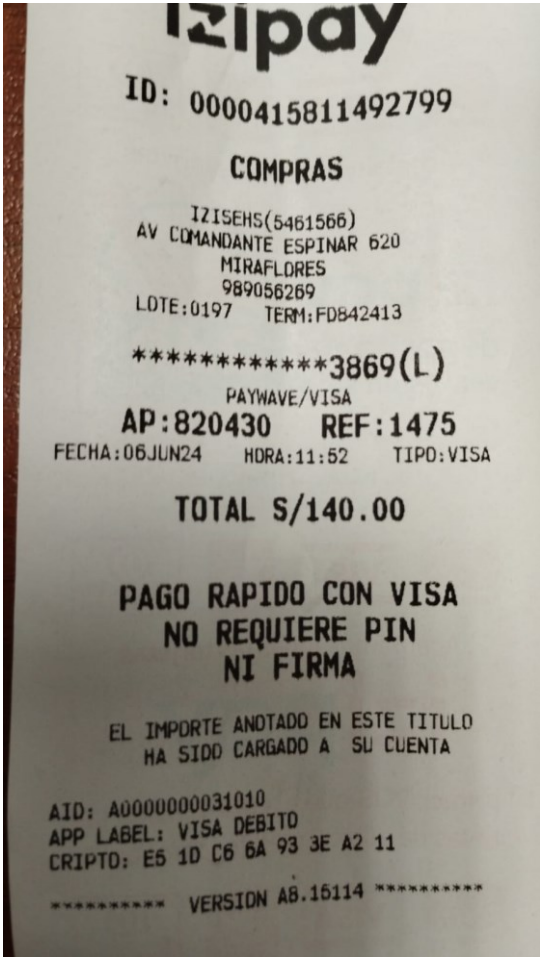 izipay
ID: 0000415811492799
COMPRAS
IZISEHS(5461566)
AV COMANDANTE ESPINAR 620
MIRAFLORES
989056269
LOTE:0197 TERM:FD842413
************3869(L)
PAYWAVE/VISA
AP:820430 REF:1475
FECHA:06JUN24 HORA:11:52 TIPO:VISA
TOTAL S/140.00
PAGO RAPIDO CON VISA
NO REQUIERE PIN
NI FIRMA
EL IMPORTE ANOTADO EN ESTE TITULO
HA SIDO CARGADO A SU CUENTA
AID: A0000000031010
APP LABEL: VISA DEBITO
CRIPTO: E5 1D C6 6A 93 3E A2 11
********** VERSION A8.15114 **********